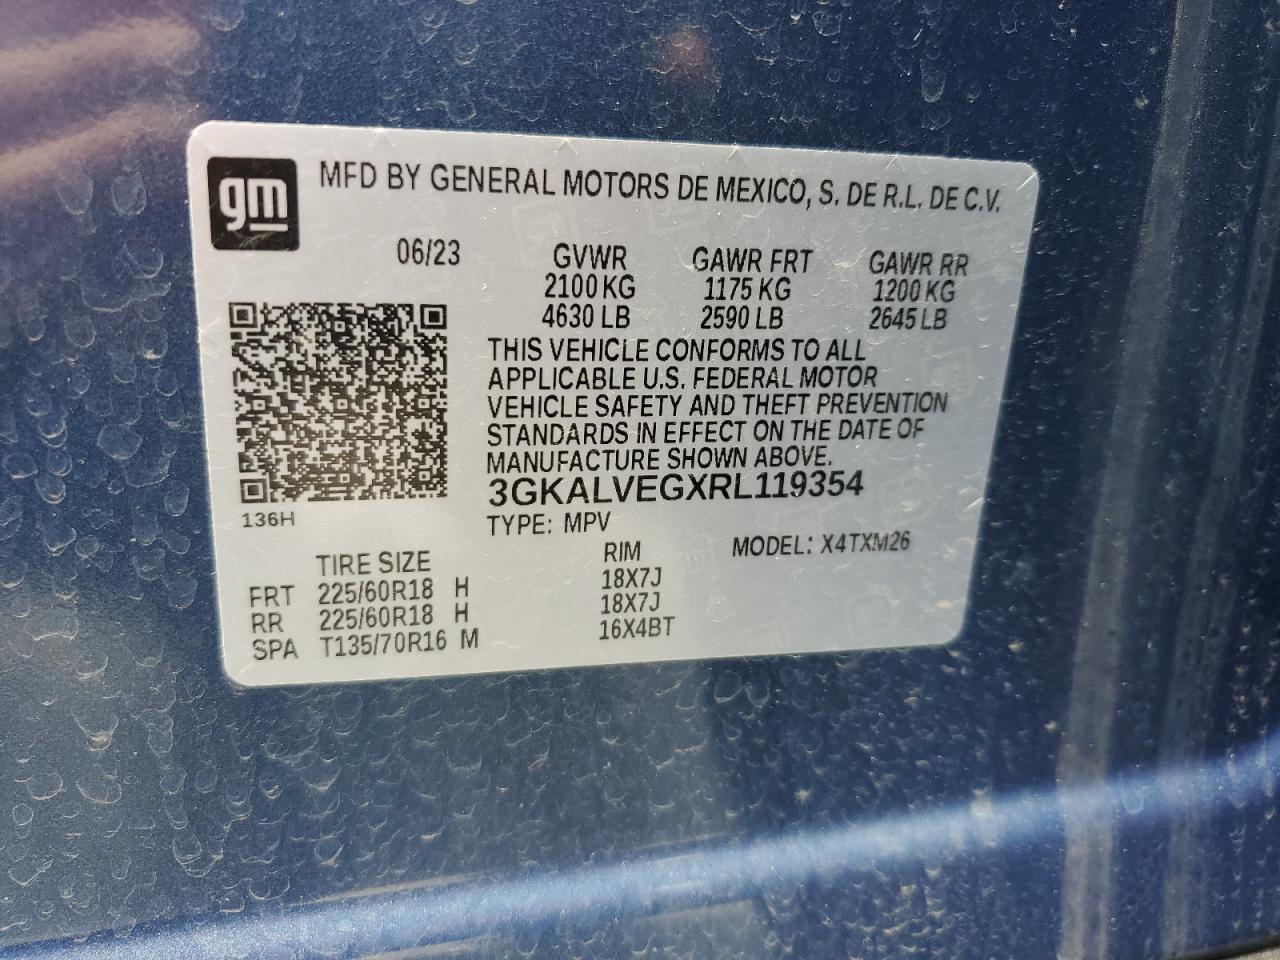 gm
MFD BY GENERAL MOTORS DE MEXICO, S. DE R.L. DE C.V.
06/23 GVWR GAWR FRT GAWR RR
2100 KG 1175 KG 1200 KG
4630 LB 2590 LB 2645 LB
THIS VEHICLE CONFORMS TO ALL
APPLICABLE U.S. FEDERAL MOTOR
VEHICLE SAFETY AND THEFT PREVENTION
STANDARDS IN EFFECT ON THE DATE OF
MANUFACTURE SHOWN ABOVE.
3GKALVEGXRL119354
136H
TYPE: MPV
TIRE SIZE RIM MODEL: X4TXM26
FRT 225/60R18 H 18X7J
RR 225/60R18 H 18X7J
SPA T135/70R16 M 16X4BT